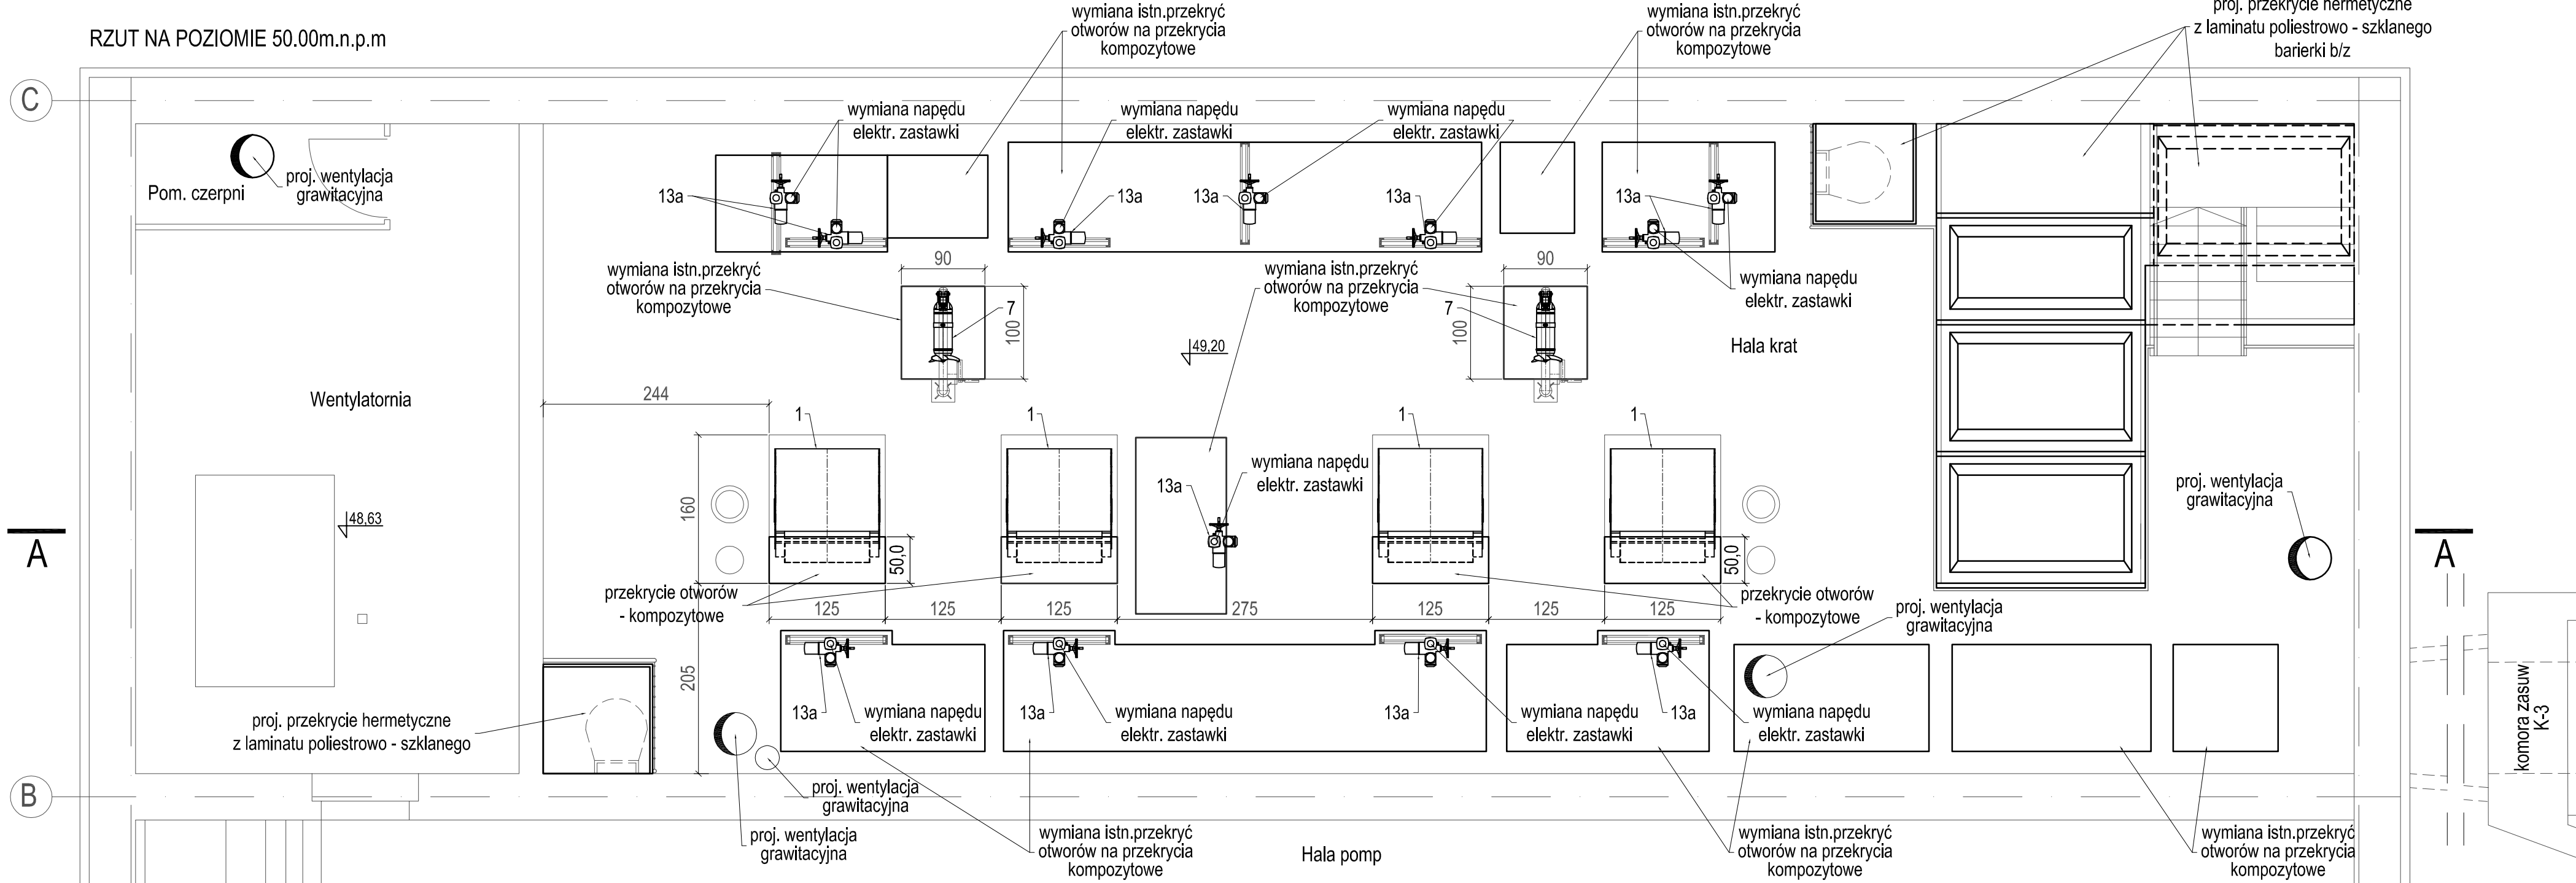 RZUT NA POZIOMIE 50.00m.n.p.m
wymiana istn.przekryć
otworów na przekrycia
kompozytowe
wymiana istn.przekryć
otworów na przekrycia
kompozytowe
proj. przekrycie hermetyczne
z laminatu poliestrowo - szklanego
barierki b/z
C
wymiana napędu
elektr. zastawki
wymiana napędu
elektr. zastawki
wymiana napędu
elektr. zastawki
Pom. czerpni
proj. wentylacja
grawitacyjna
13a
13a
13a
13a
13a
wymiana istn.przekryć
otworów na przekrycia
kompozytowe
90
7
100
wymiana istn.przekryć
otworów na przekrycia
kompozytowe
90
7
100
wymiana napędu
elektr. zastawki
49,20
Hala krat
Wentylatornia
244
1
1
1
1
160
13a
wymiana napędu
elektr. zastawki
proj. wentylacja
grawitacyjna
48,63
A
A
50,0
50,0
przekrycie otworów
- kompozytowe
125
125
125
275
125
125
125
przekrycie otworów
- kompozytowe
proj. wentylacja
grawitacyjna
205
13a
wymiana napędu
elektr. zastawki
13a
wymiana napędu
elektr. zastawki
13a
wymiana napędu
elektr. zastawki
13a
wymiana napędu
elektr. zastawki
proj. przekrycie hermetyczne
z laminatu poliestrowo - szklanego
komora zasuw
K-3
B
proj. wentylacja
grawitacyjna
proj. wentylacja
grawitacyjna
wymiana istn.przekryć
otworów na przekrycia
kompozytowe
Hala pomp
wymiana istn.przekryć
otworów na przekrycia
kompozytowe
wymiana istn.przekryć
otworów na przekrycia
kompozytowe